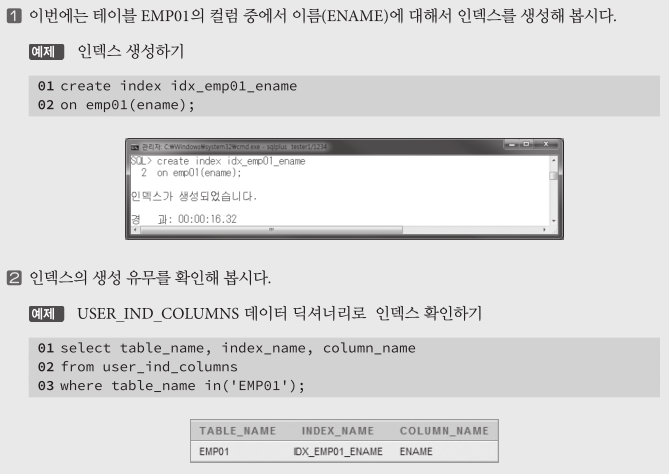 1 이번에는 테이블 EMP01의 컬럼 중에서 이름(ENAME)에 대해서 인덱스를 생성해 봅시다.
예제 인덱스 생성하기
01 create index idx_emp01_ename
02 on emp01(ename);
관리자: C:₩Windows₩system32₩cmd.exe - sqlplus tester1/1234
SQL> create index idx_emp01_ename
2 on emp01(ename);
인덱스가 생성되었습니다.
경 과: 00:00:16.32
2 인덱스의 생성 유무를 확인해 봅시다.
예제 USER_IND_COLUMNS 데이터 딕셔너리로 인덱스 확인하기
01 select table_name, index_name, column_name
02 from user_ind_columns
03 where table_name in('EMP01');
TABLE_NAME INDEX_NAME COLUMN_NAME
EMP01 IDX_EMP01_ENAME ENAME